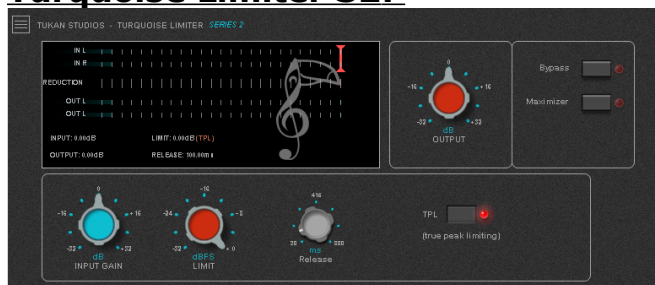 Turquoise Limiter SE2
TUKAN STUDIOS - TURQUOISE LIMITER SERIES 2
IN L
IN R
REDUCTION
OUT L
OUT L
INPUT: 0.00dB LIMIT: 0.00dB (TPL)
OUTPUT: 0.00dB RELEASE: 100.00ms
0
-16 +16
-32 +32
dB
OUTPUT
Bypass
Maximizer
0
-16 +16
-32 +32
dB
INPUT GAIN
-16
-24 -8
-32 0
dBFS
LIMIT
416
ms
Release
TPL
(true peak limiting)